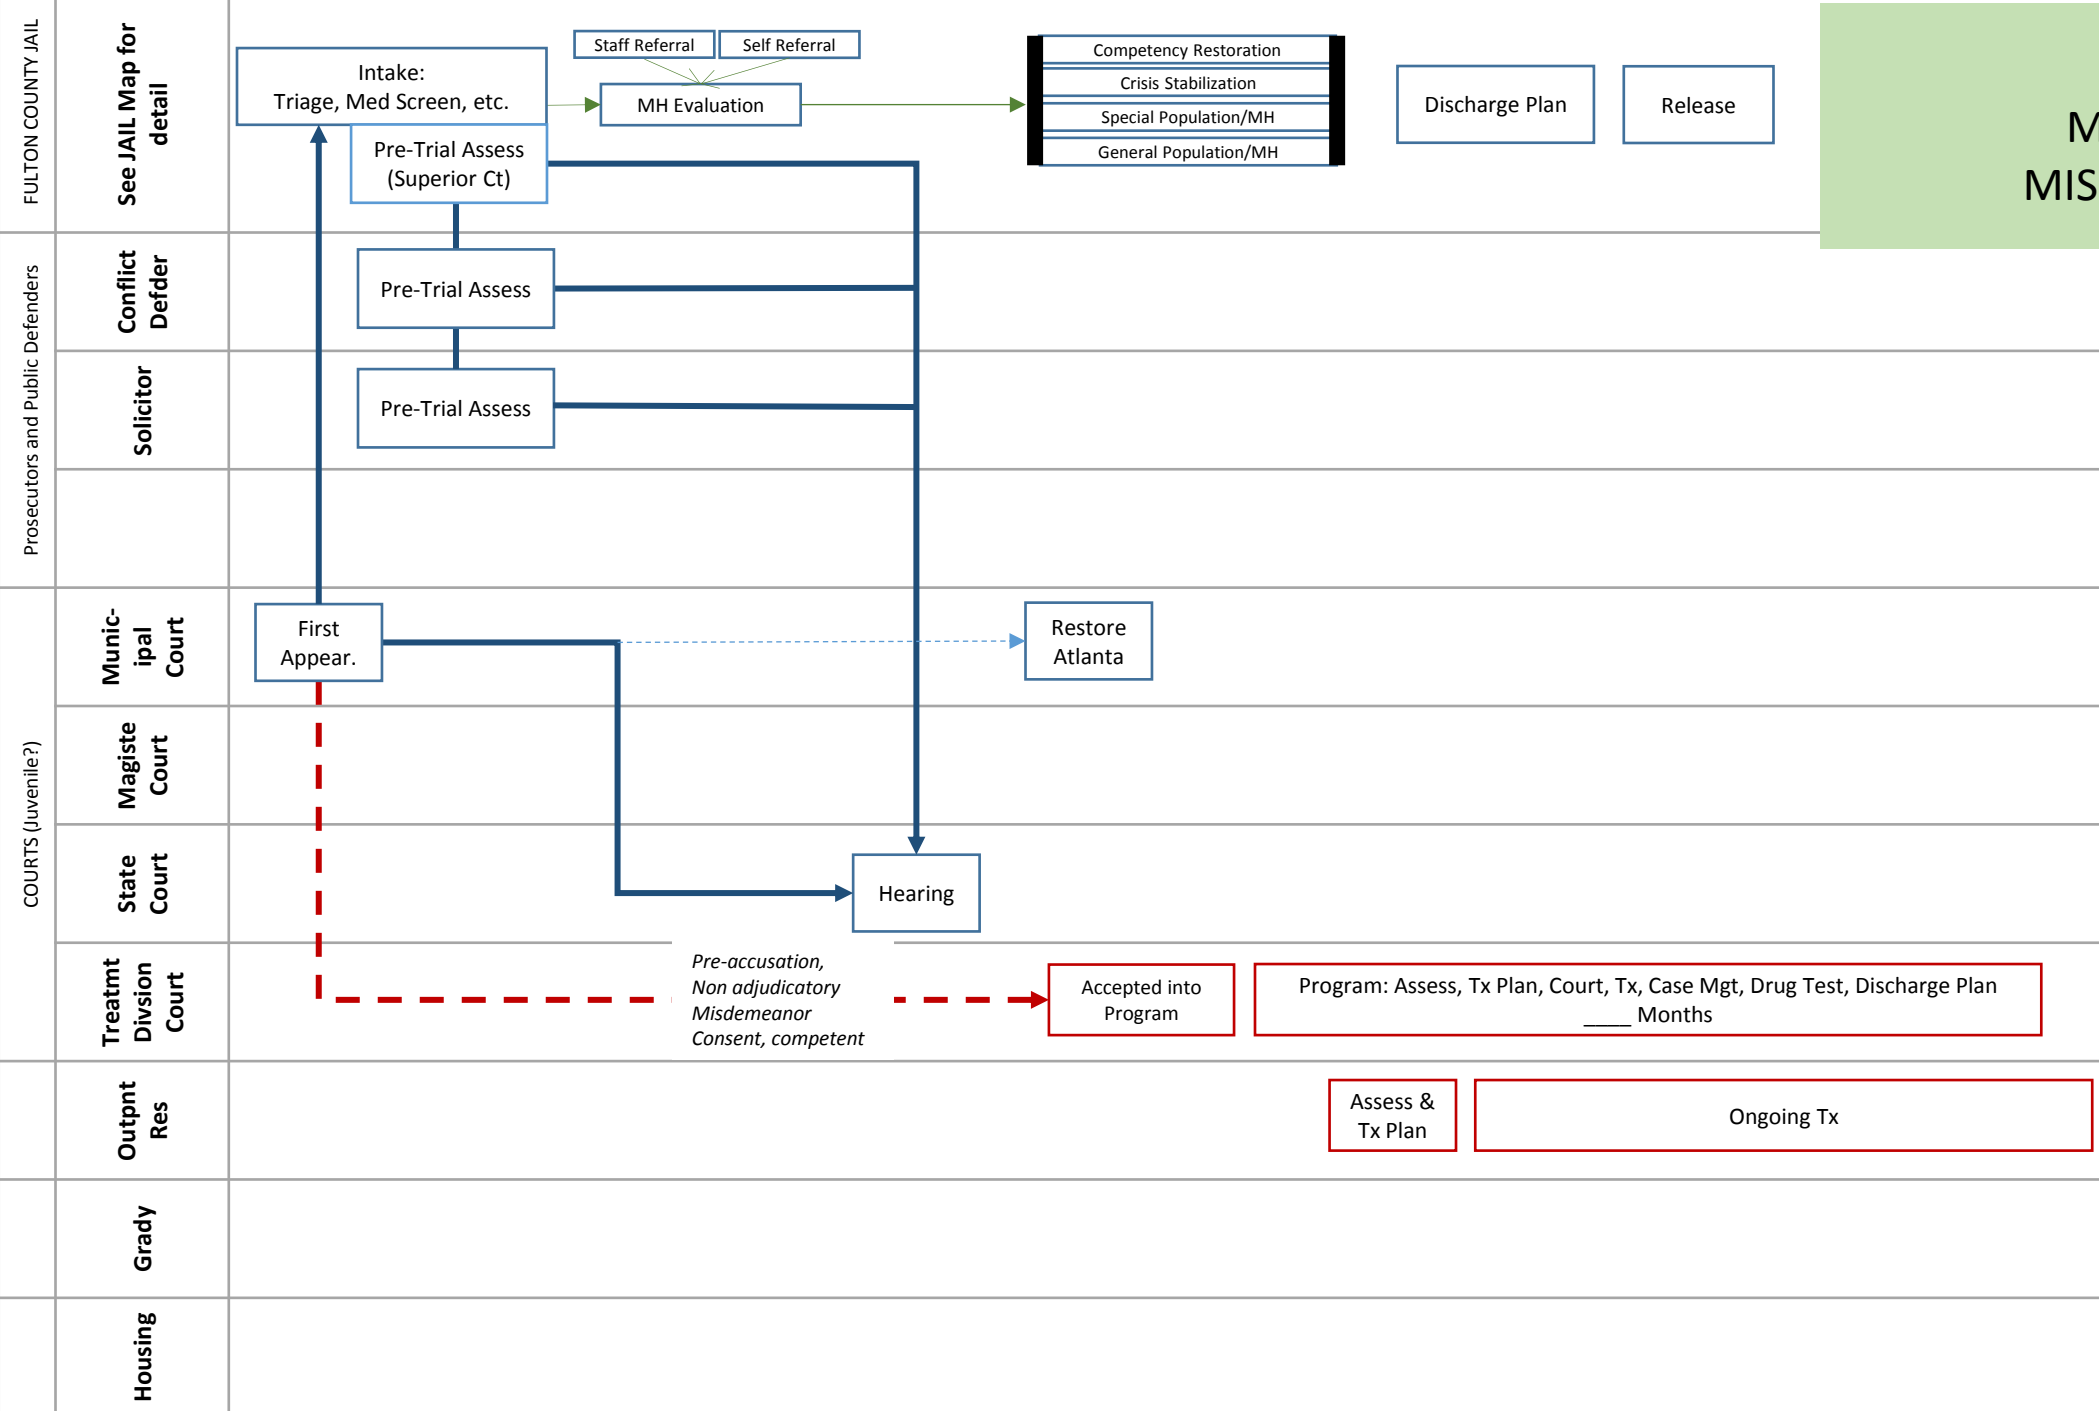 FULTON COUNTY JAIL
See JAIL Map for
detail
Intake:
Triage, Med Screen, etc.
Staff Referral
Self Referral
MH Evaluation
Competency Restoration
Crisis Stabilization
Special Population/MH
General Population/MH
Discharge Plan
Release
M
MIS
Pre-Trial Assess
(Superior Ct)
Prosecutors and Public Defenders
Conflict
Defder
Pre-Trial Assess
Solicitor
Pre-Trial Assess
COURTS (Juvenile?)
Munic-
ipal
Court
First
Appear.
Restore
Atlanta
Magiste
Court
State
Court
Hearing
Treatmt
Divsion
Court
Pre-accusation,
Non adjudicatory
Misdemeanor
Consent, competent
Accepted into
Program
Program: Assess, Tx Plan, Court, Tx, Case Mgt, Drug Test, Discharge Plan
____ Months
Outpnt
Res
Assess &
Tx Plan
Ongoing Tx
Grady
Housing